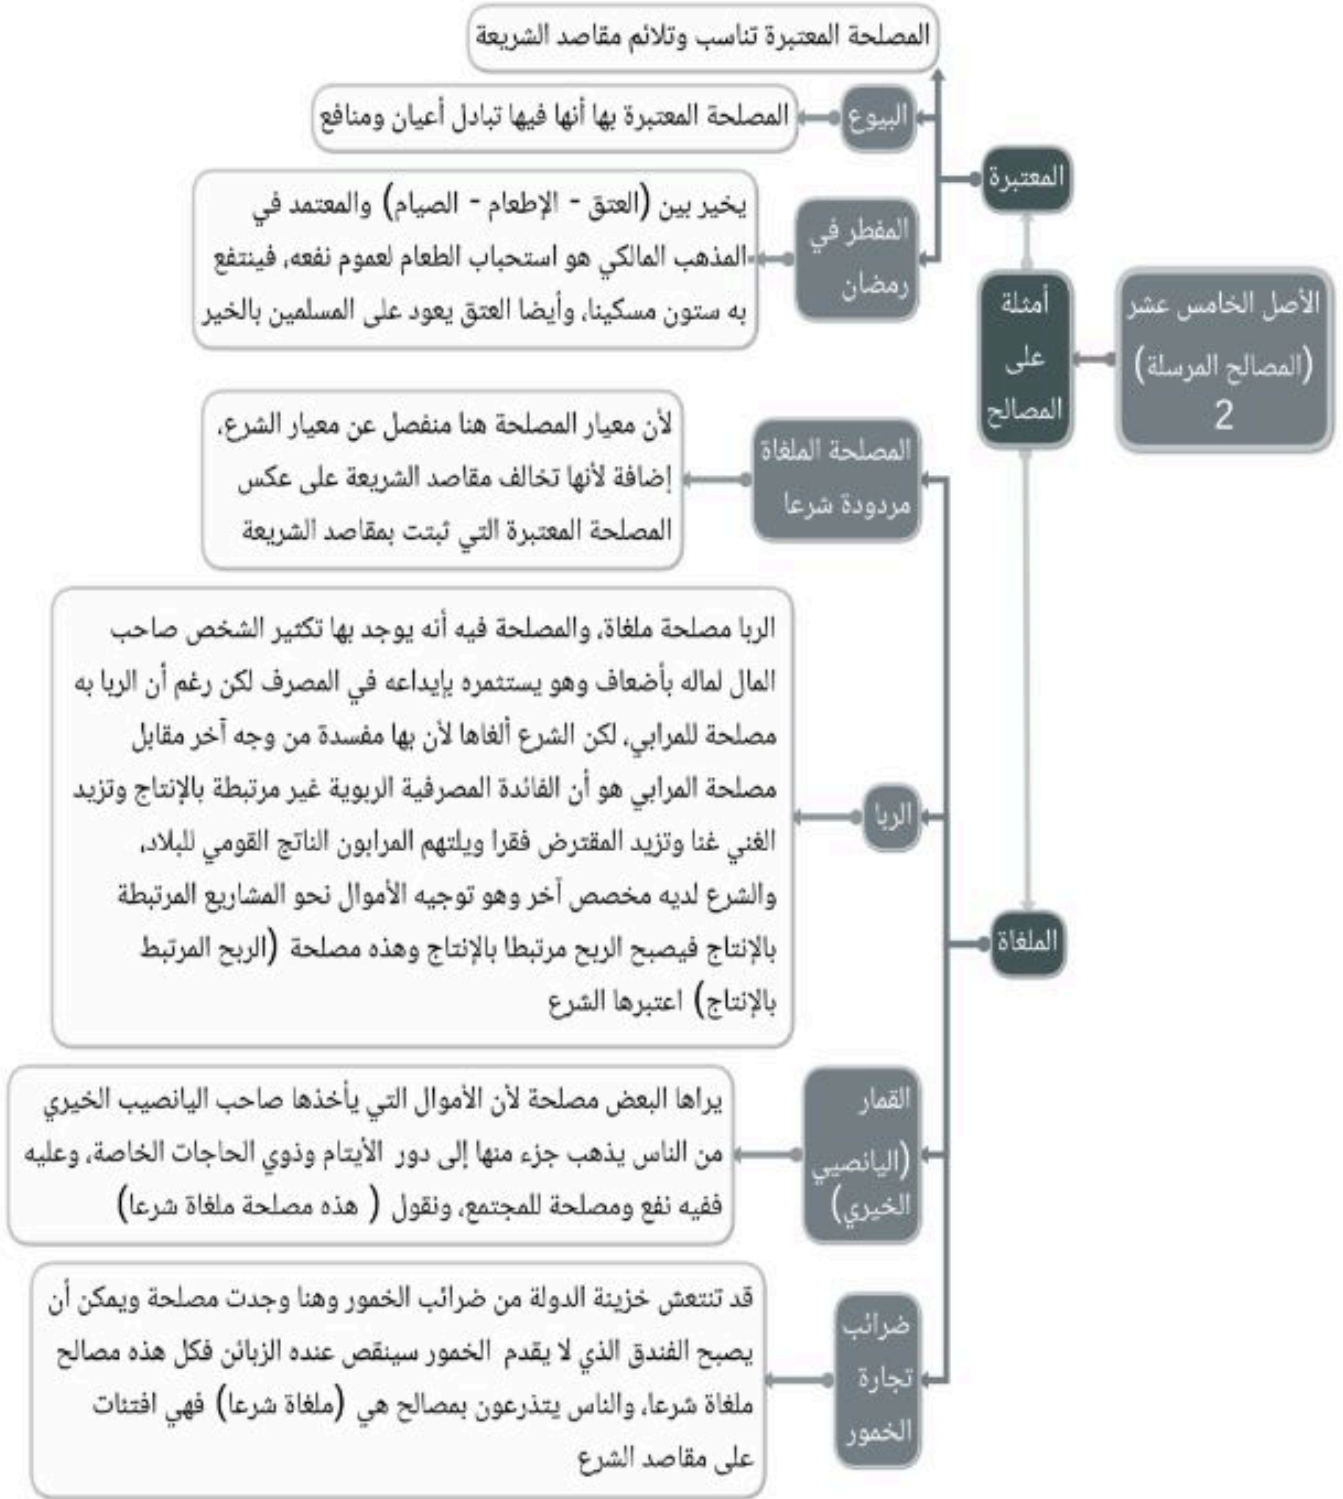 الأصل الخامس عشر
(المصالح المرسلة)
2
أمثلة
على
المصالح
المعتبرة
المصلحة المعتبرة تناسب وتلائم مقاصد الشريعة
البيوع
المصلحة المعتبرة بها أنها فيها تبادل أعيان ومنافع
المفطر في
رمضان
يخير بين (العتق - الإطعام - الصيام) والمعتمد في
المذهب المالكي هو استحباب الطعام لعموم نفعه، فينتفع
به ستون مسكينا، وأيضا العتق يعود على المسلمين بالخير
الملغاة
المصلحة الملغاة
مردودة شرعا
لأن معيار المصلحة هنا منفصل عن معيار الشرع،
إضافة لأنها تخالف مقاصد الشريعة على عكس
المصلحة المعتبرة التي ثبتت بمقاصد الشريعة
الربا
الربا مصلحة ملغاة، والمصلحة فيه أنه يوجد بها تكثير الشخص صاحب
المال لماله بأضعاف وهو يستثمره بإيداعه في المصرف لكن رغم أن الربا به
مصلحة للمرابي، لكن الشرع ألغاها لأن بها مفسدة من وجه آخر مقابل
مصلحة المرابي هو أن الفائدة المصرفية الربوية غير مرتبطة بالإنتاج وتزيد
الغني غنا وتزيد المقترض فقرا ويلتهم المرابون الناتج القومي للبلاد،
والشرع لديه مخصص آخر وهو توجيه الأموال نحو المشاريع المرتبطة
بالإنتاج فيصبح الربح مرتبطا بالإنتاج وهذه مصلحة (الربح المرتبط
بالإنتاج) اعتبرها الشرع
القمار
(اليانصيبي
الخيري)
يراها البعض مصلحة لأن الأموال التي يأخذها صاحب اليانصيب الخيري
من الناس يذهب جزء منها إلى دور الأيتام وذوي الحاجات الخاصة، وعليه
ففيه نفع ومصلحة للمجتمع، ونقول ( هذه مصلحة ملغاة شرعا)
ضرائب
تجارة
الخمور
قد تنتعش خزينة الدولة من ضرائب الخمور وهنا وجدت مصلحة ويمكن أن
يصبح الفندق الذي لا يقدم الخمور سينقص عنده الزبائن فكل هذه مصالح
ملغاة شرعا، والناس يتذرعون بمصالح هي (ملغاة شرعا) فهي افتئات
على مقاصد الشرع